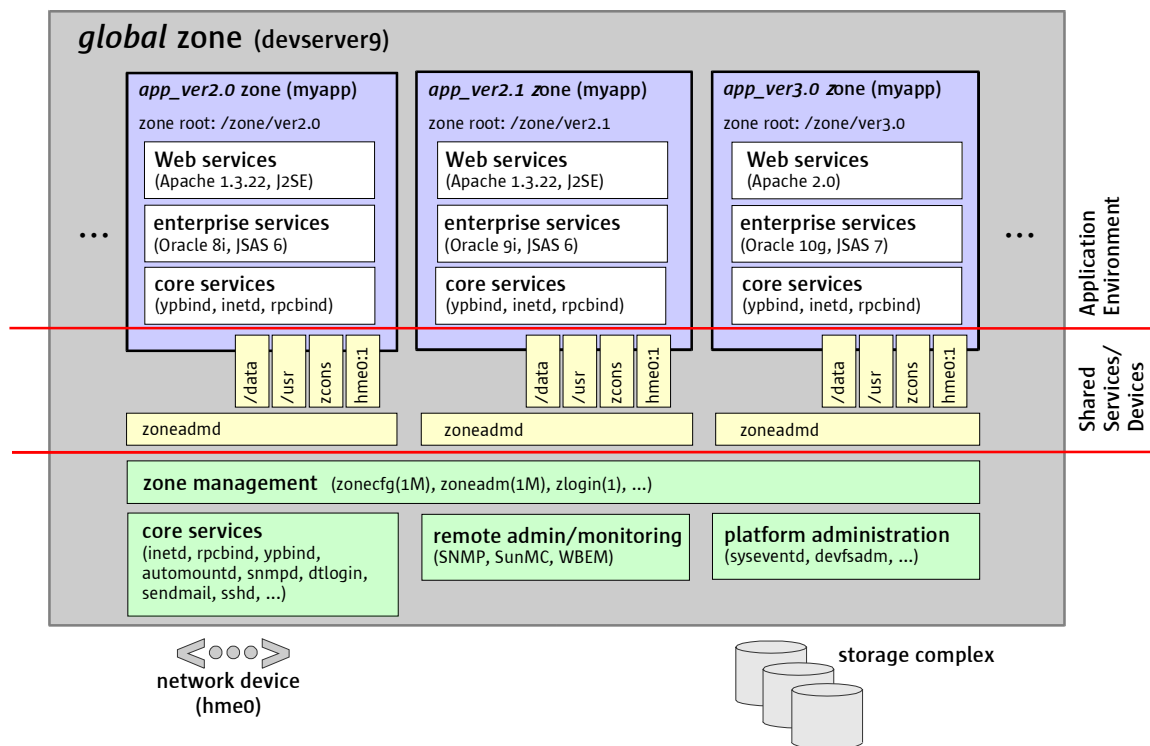 global zone (devserver9)
app_ver2.0 zone (myapp)
zone root: /zone/ver2.0
Web services
(Apache 1.3.22, J2SE)
enterprise services
(Oracle 8i, JSAS 6)
core services
(ypbind, inetd, rpcbind)
app_ver2.1 zone (myapp)
zone root: /zone/ver2.1
Web services
(Apache 1.3.22, J2SE)
enterprise services
(Oracle 9i, JSAS 6)
core services
(ypbind, inetd, rpcbind)
app_ver3.0 zone (myapp)
zone root: /zone/ver3.0
Web services
(Apache 2.0)
enterprise services
(Oracle 10g, JSAS 7)
core services
(ypbind, inetd, rpcbind)
...
...
Application
Environment
/data
/usr
zcons
hme0:1
/data
/usr
zcons
hme0:1
/data
/usr
zcons
hme0:1
zoneadmd
zoneadmd
zoneadmd
Shared
Services/
Devices
zone management (zonecfg(1M), zoneadm(1M), zlogin(1), ...)
core services
(inetd, rpcbind, ypbind,
automountd, snmpd, dtlogin,
sendmail, sshd, ...)
remote admin/monitoring
(SNMP, SunMC, WBEM)
platform administration
(syseventd, devfsadm, ...)
network device
(hme0)
storage complex